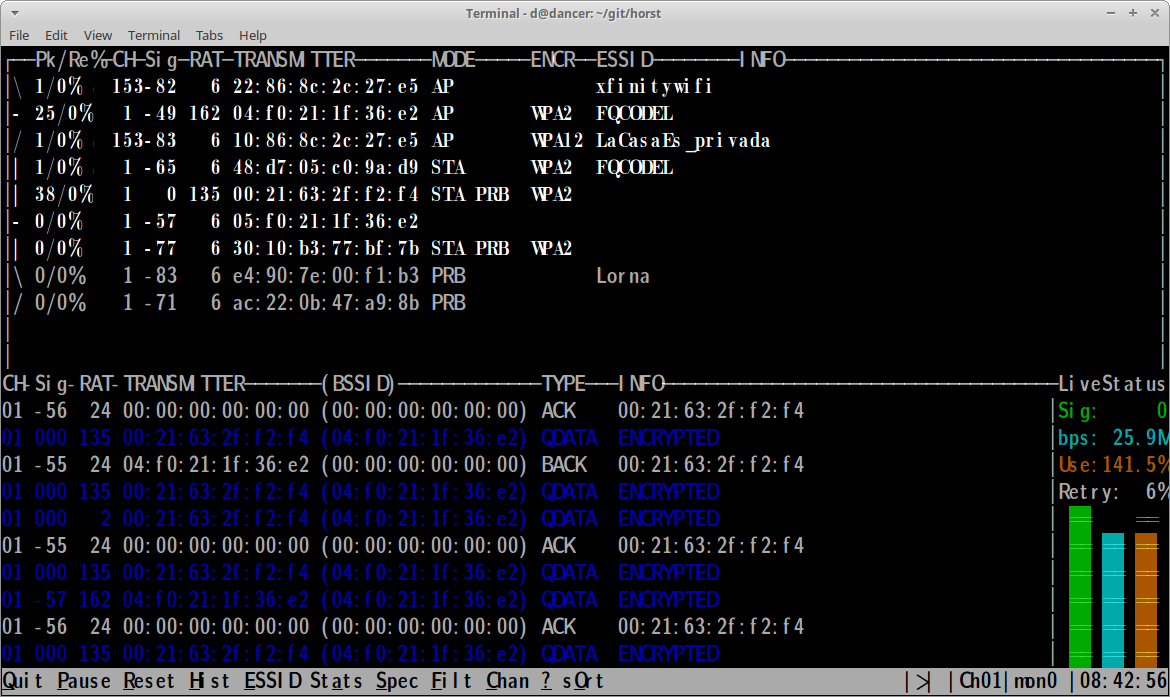 Terminal - d@dancer: ~/git/horst
File Edit View Terminal Tabs Help
Pk/Re% CH Sig RAT TRANSMITTER MODE ENCR ESSID INFO
\ 1/0% 153 -82 6 22:86:8c:2c:27:e5 AP xfinitywifi
- 25/0% 1 -49 162 04:f0:21:1f:36:e2 AP WPA2 FQCODEL
/ 1/0% 153 -83 6 10:86:8c:2c:27:e5 AP WPA12 LaCasaEs_privada
| 1/0% 1 -65 6 48:d7:05:c0:9a:d9 STA WPA2 FQCODEL
| 38/0% 1 0 135 00:21:63:2f:f2:f4 STA PRB WPA2
- 0/0% 1 -57 6 05:f0:21:1f:36:e2
| 0/0% 1 -77 6 30:10:b3:77:bf:7b STA PRB WPA2
\ 0/0% 1 -83 6 e4:90:7e:00:f1:b3 PRB Lorna
/ 0/0% 1 -71 6 ac:22:0b:47:a9:8b PRB
CH Sig RAT TRANSMITTER (BSSID) TYPE INFO LiveStatus
01 -56 24 00:00:00:00:00:00 (00:00:00:00:00:00) ACK 00:21:63:2f:f2:f4 Sig: 0
01 000 135 00:21:63:2f:f2:f4 (04:f0:21:1f:36:e2) QDATA ENCRYPTED bps: 25.9M
01 -55 24 04:f0:21:1f:36:e2 (00:00:00:00:00:00) BACK 00:21:63:2f:f2:f4 Use:141.5%
01 000 135 00:21:63:2f:f2:f4 (04:f0:21:1f:36:e2) QDATA ENCRYPTED Retry: 6%
01 000 2 00:21:63:2f:f2:f4 (04:f0:21:1f:36:e2) QDATA ENCRYPTED
01 -55 24 00:00:00:00:00:00 (00:00:00:00:00:00) ACK 00:21:63:2f:f2:f4
01 000 135 00:21:63:2f:f2:f4 (04:f0:21:1f:36:e2) QDATA ENCRYPTED
01 -57 162 04:f0:21:1f:36:e2 (04:f0:21:1f:36:e2) QDATA ENCRYPTED
01 -56 24 00:00:00:00:00:00 (00:00:00:00:00:00) ACK 00:21:63:2f:f2:f4
01 000 135 00:21:63:2f:f2:f4 (04:f0:21:1f:36:e2) QDATA ENCRYPTED
Quit Pause Reset Hist ESSID Stats Spec Filt Chan ? sOrt |>| |Ch01|mon0 |08:42:56